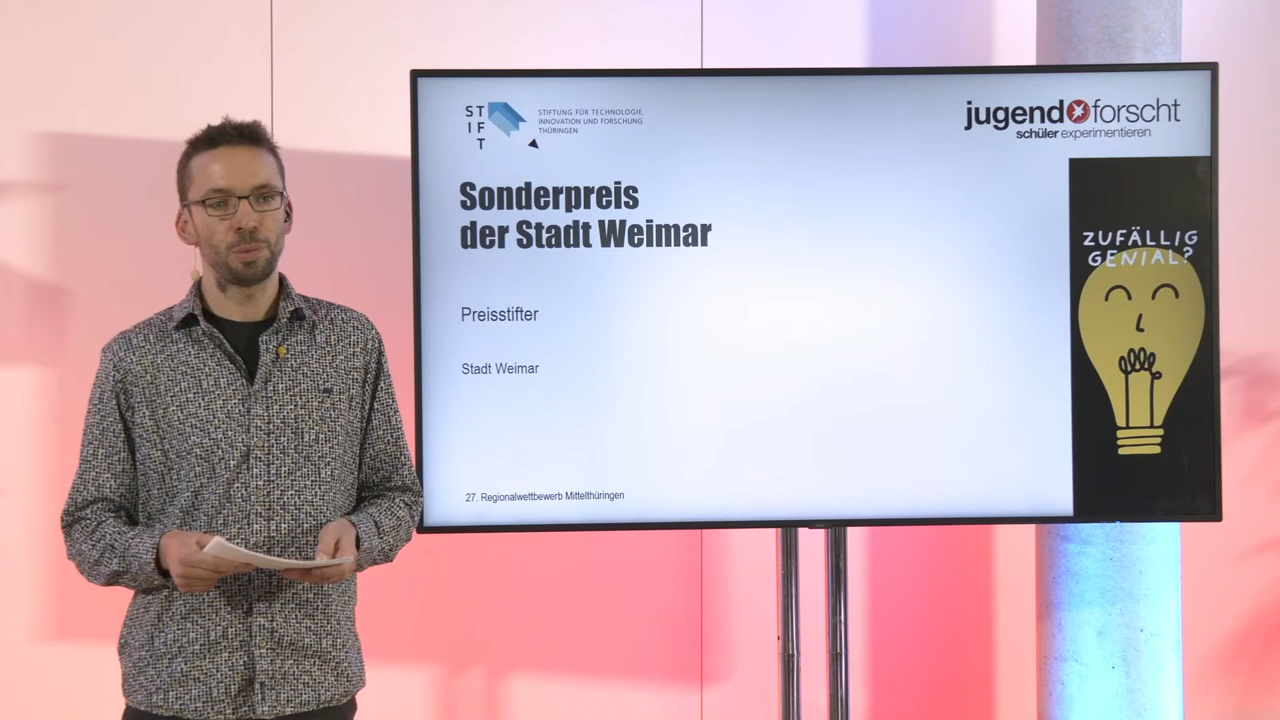 ST
IF
T
STIFTUNG FÜR TECHNOLOGIE,
INNOVATION UND FORSCHUNG
THÜRINGEN
jugend forscht
schüler experimentieren
Sonderpreis
der Stadt Weimar
ZUFÄLLIG
GENIAL?
Preisstifter
Stadt Weimar
27. Regionalwettbewerb Mittelthüringen